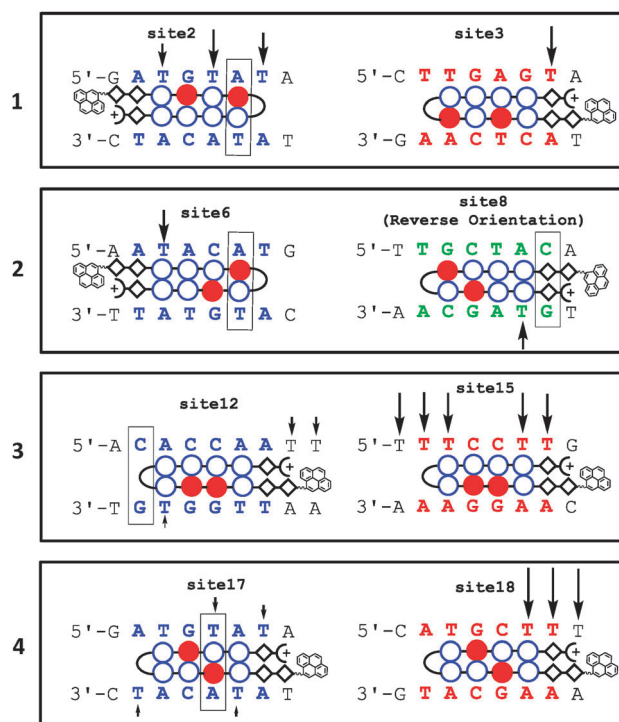 site2 site3
5'-G A T G T A T A 5'-C T T G A G T A
+ +
3'-C T A C A T A T 3'-G A A C T C A T
1
site6 site8
(Reverse Orientation)
5'-A A T A C A T G 5'-T T G C T A C A
+ +
3'-T T A T G T A C 3'-A A C G A T G T
2
site12 site15
5'-A C A C C A A T T 5'-T T T C C T T G
+ +
3'-T G T G G T T A A 3'-A A A G G A A C
3
site17 site18
5'-G A T G T A T A 5'-C A T G C T T T
+ +
3'-C T A C A T A T 3'-G T A C G A A A
4